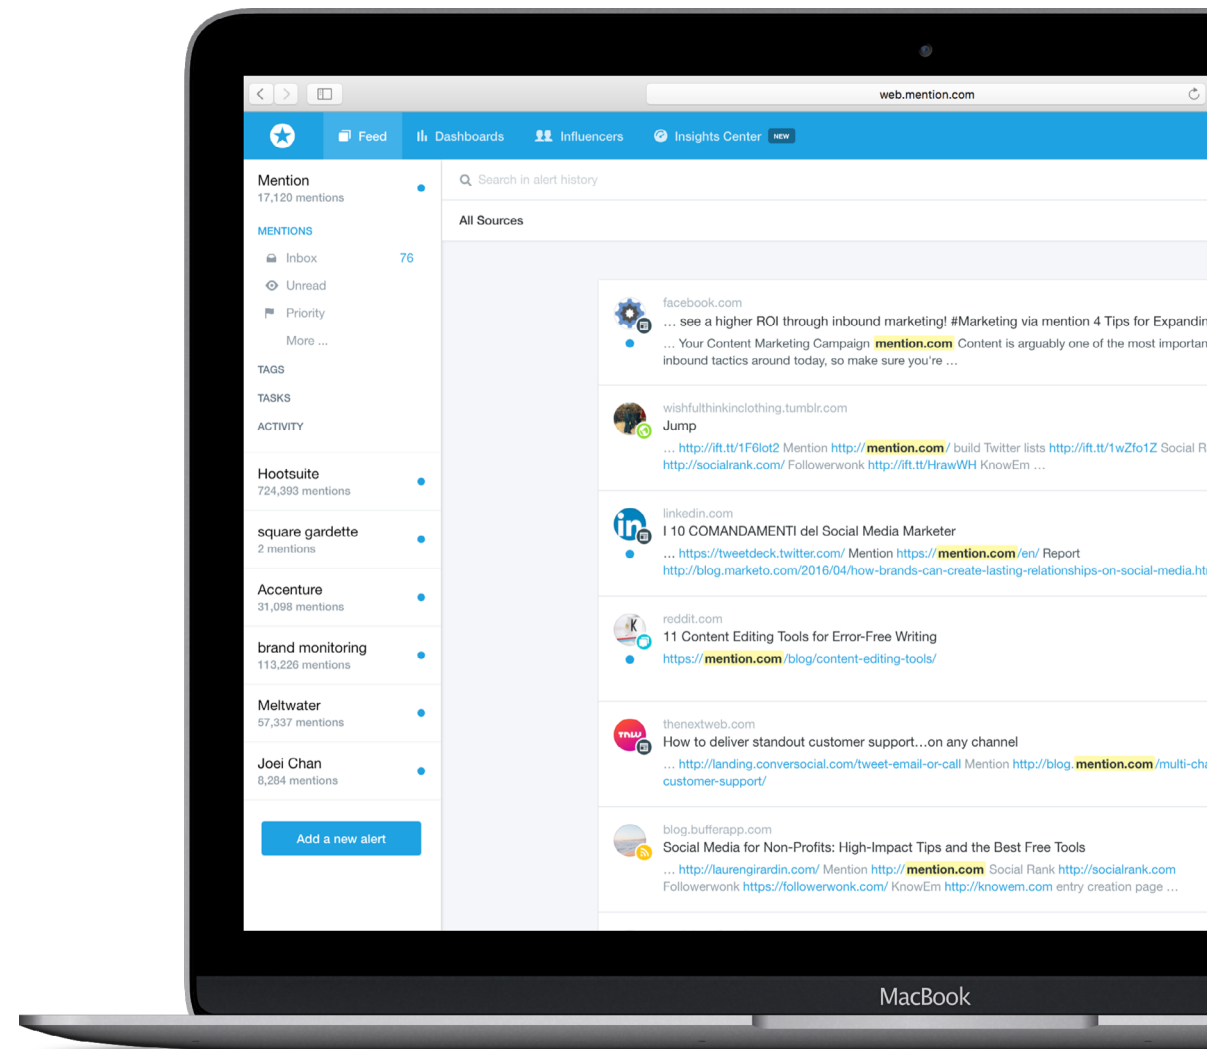 web.mention.com
Feed
Dashboards
Influencers
Insights Center NEW
Mention
17,120 mentions
MENTIONS
Inbox 76
Unread
Priority
More ...
TAGS
TASKS
ACTIVITY
Hootsuite
724,393 mentions
square gardette
2 mentions
Accenture
31,098 mentions
brand monitoring
113,226 mentions
Meltwater
57,337 mentions
Joei Chan
8,284 mentions
Add a new alert
Search in alert history
All Sources
facebook.com
... see a higher ROI through inbound marketing! #Marketing via mention 4 Tips for Expandin
... Your Content Marketing Campaign mention.com Content is arguably one of the most importan
inbound tactics around today, so make sure you're ...
wishfulthinkinclothing.tumblr.com
Jump
... http://ift.tt/1F6lot2 Mention http://mention.com/ build Twitter lists http://ift.tt/1wZfo1Z Social R
http://socialrank.com/ Followerwonk http://ift.tt/HrawWH KnowEm ...
in
linkedin.com
I 10 COMANDAMENTI del Social Media Marketer
... https://tweetdeck.twitter.com/ Mention https://mention.com/en/ Report
http://blog.marketo.com/2016/04/how-brands-can-create-lasting-relationships-on-social-media.ht
K
reddit.com
11 Content Editing Tools for Error-Free Writing
https://mention.com/blog/content-editing-tools/
TNW
thenextweb.com
How to deliver standout customer support...on any channel
... http://landing.conversocial.com/tweet-email-or-call Mention http://blog.mention.com/multi-cha
customer-support/
blog.bufferapp.com
Social Media for Non-Profits: High-Impact Tips and the Best Free Tools
... http://laurengirardin.com/ Mention http://mention.com Social Rank http://socialrank.com
Followerwonk https://followerwonk.com/ KnowEm http://knowem.com entry creation page ...
MacBook